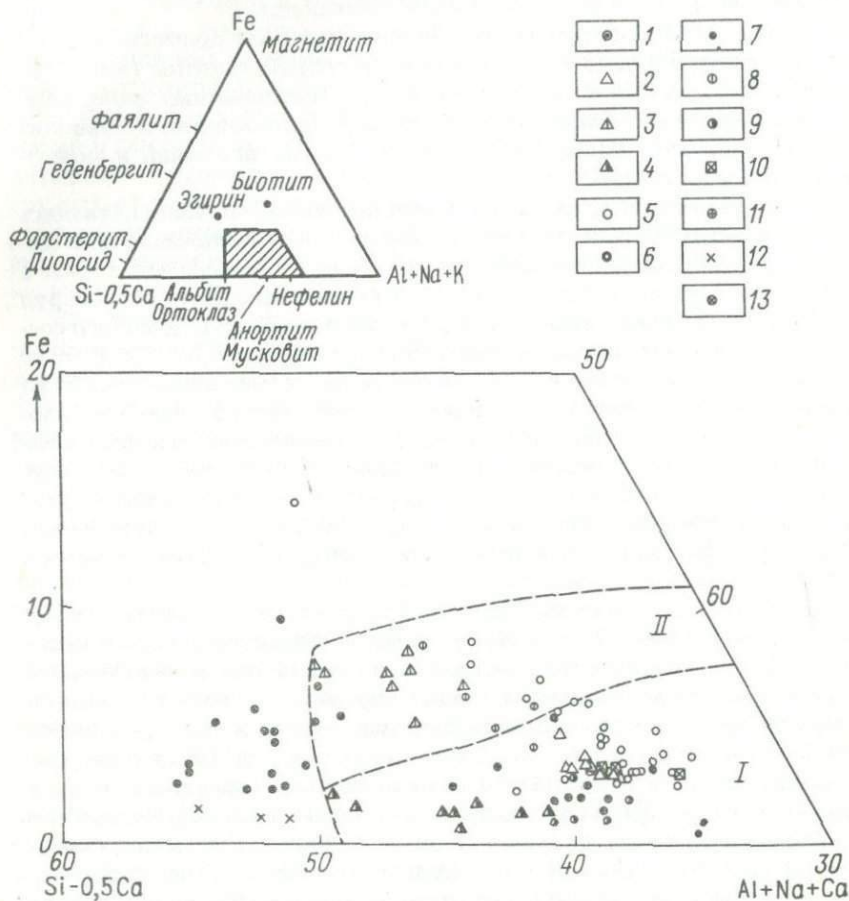 Fe
Магнетит
Фаялит
Геденбергит
Биотит
Эгирин
Форстерит
Диопсид
Si-0,5Ca
Альбит
Нефелин
Al+Na+K
Ортоклаз
Анортит
Мусковит
1
2
3
4
5
6
7
8
9
10
11
12
13
Fe
20
50
10
60
II
I
0
60
50
40
30
Si-0,5Ca
Al+Na+Ca